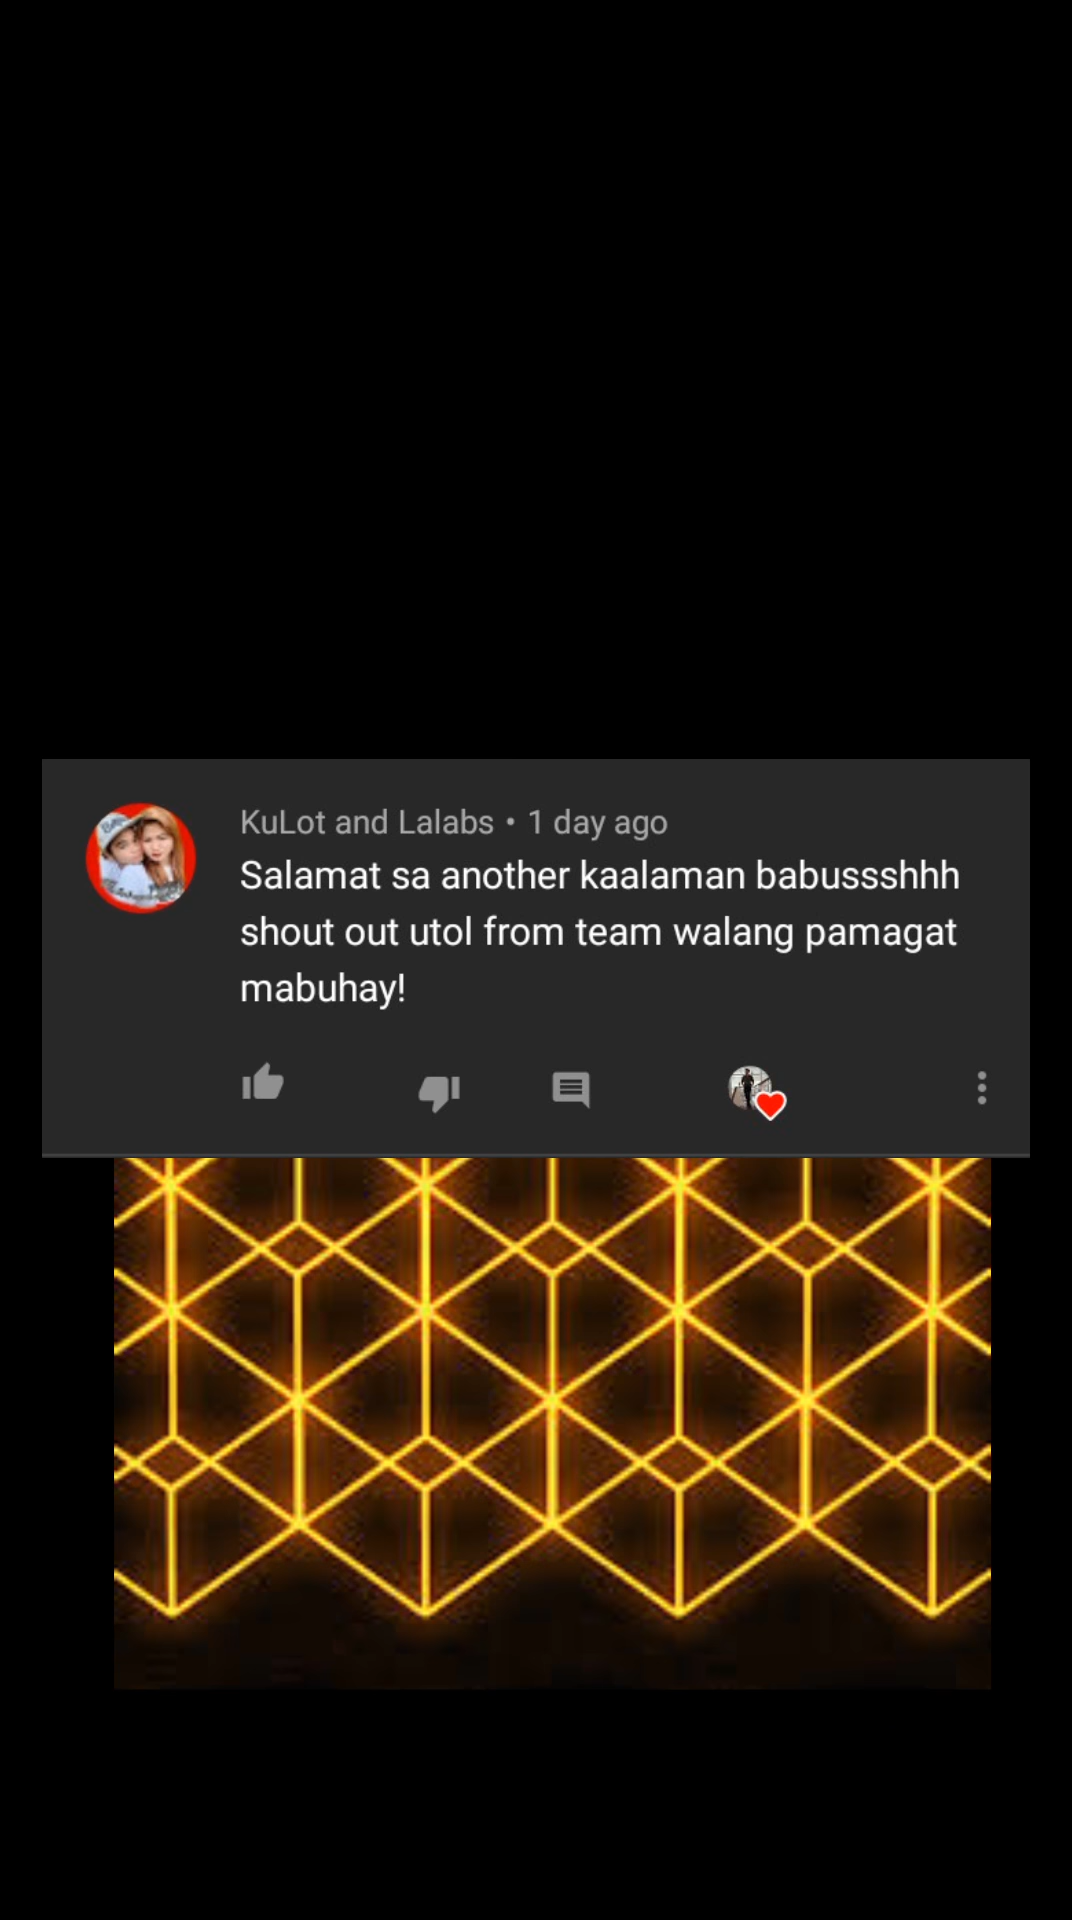 KuLot and Lalabs • 1 day ago
Salamat sa another kaalaman babussshhh
shout out utol from team walang pamagat
mabuhay!